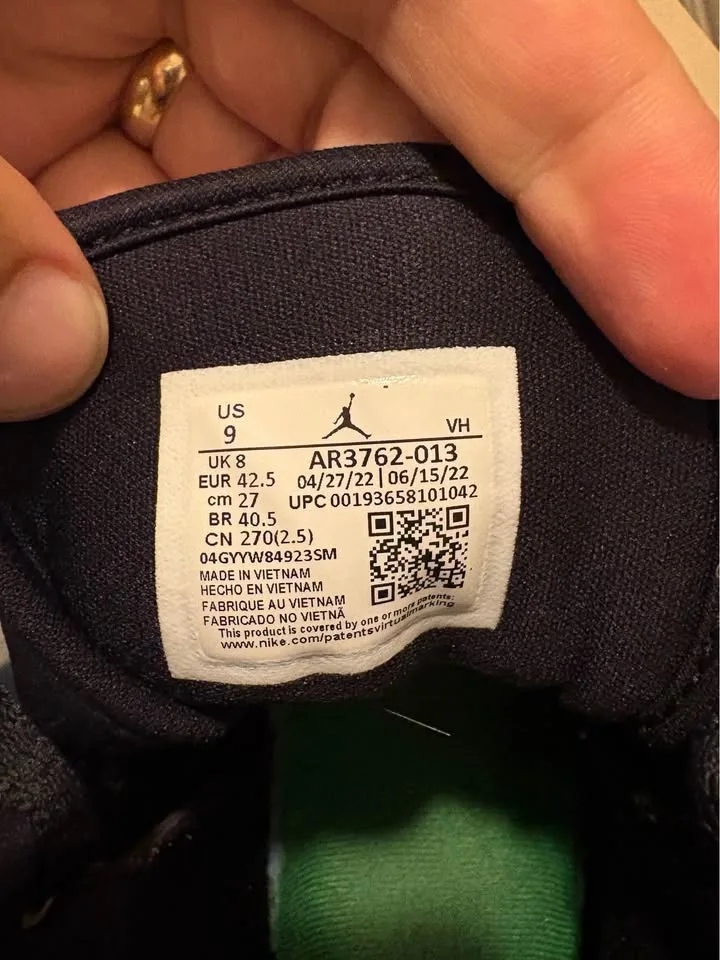 US
9
VH
UK 8
AR3762-013
EUR 42.5
04/27/22 | 06/15/22
cm 27
UPC 00193658101042
BR 40.5
CN 270(2.5)
04GYYW84923SM
MADE IN VIETNAM
HECHO EN VIETNAM
FABRIQUE AU VIETNAM
FABRICADO NO VIETNÃ
This product is covered by one or more patents:
www.nike.com/patentsvirtualmarking